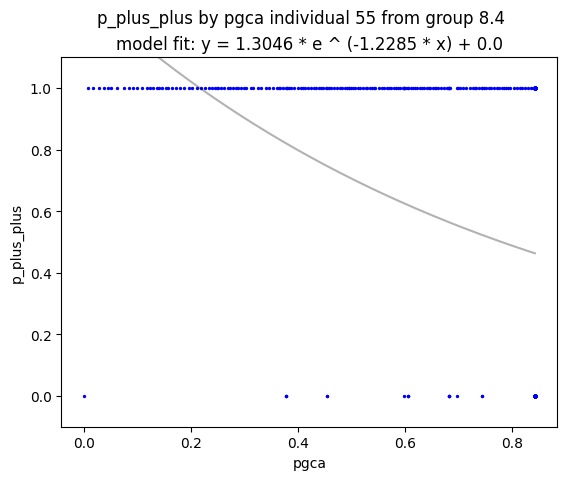 p_plus_plus by pgca individual 55 from group 8.4
model fit: y = 1.3046 * e ^ (-1.2285 * x) + 0.0
1.0
0.8
0.6
0.4
0.2
0.0
p_plus_plus
0.0 0.2 0.4 0.6 0.8
pgca